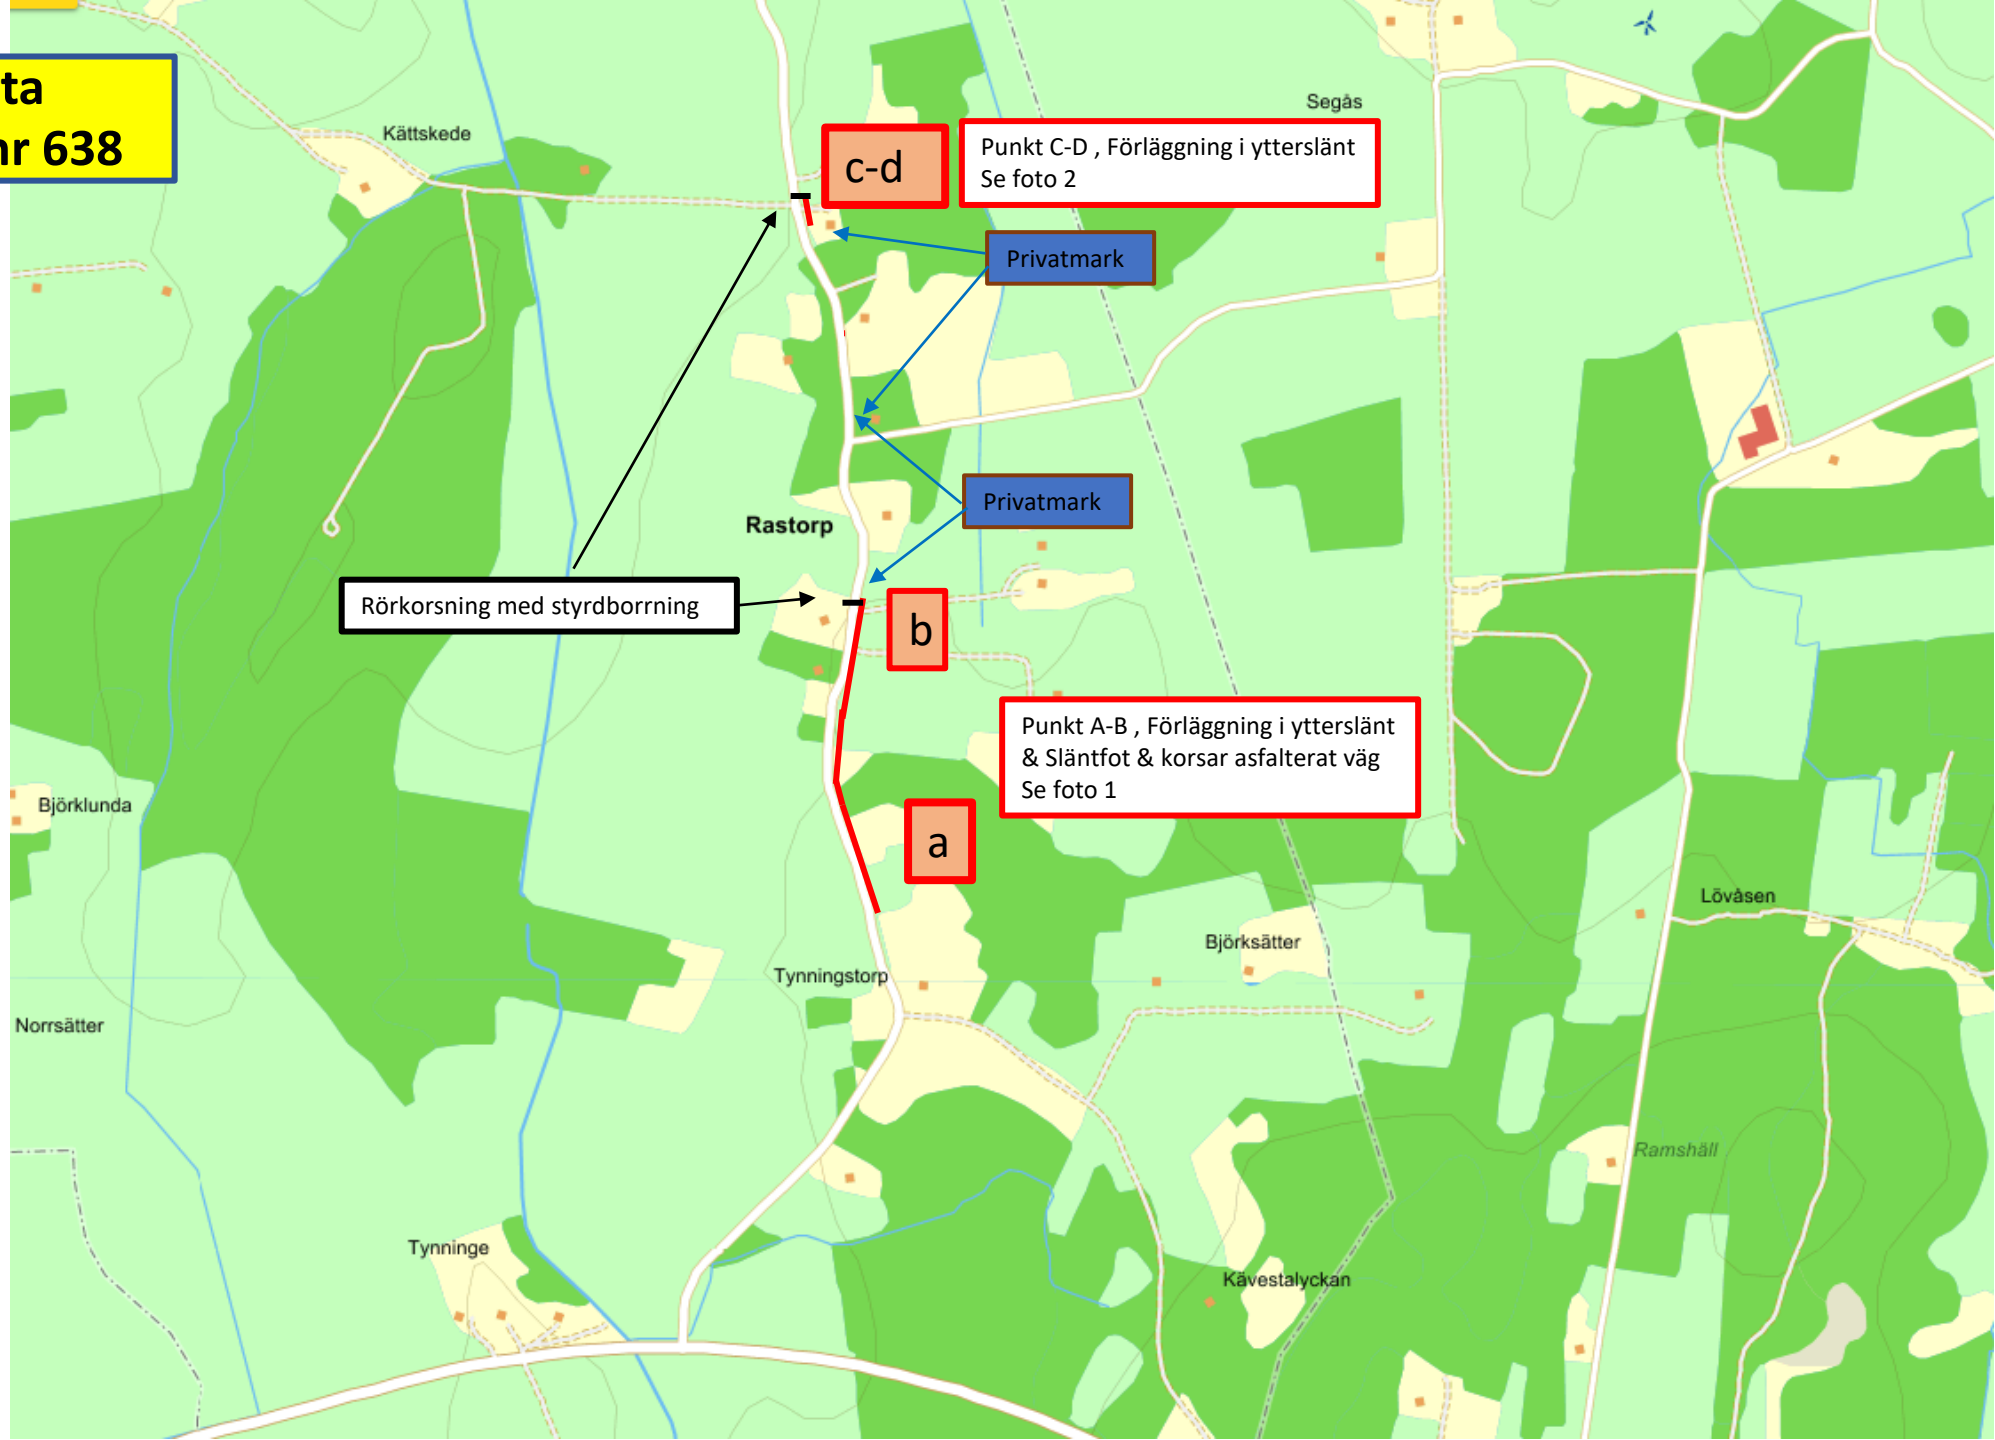 ta
nr 638
Kättskede
Segås
c-d
Punkt C-D , Förläggning i ytterslänt
Se foto 2
Privatmark
Privatmark
Rastorp
Rörkorsning med styrdborrning
b
Punkt A-B , Förläggning i ytterslänt
& Släntfot & korsar asfalterat väg
Se foto 1
Björklunda
a
Lövåsen
Björksätter
Tynningstorp
Norrsätter
Ramshäll
Tynninge
Kävestalyckan